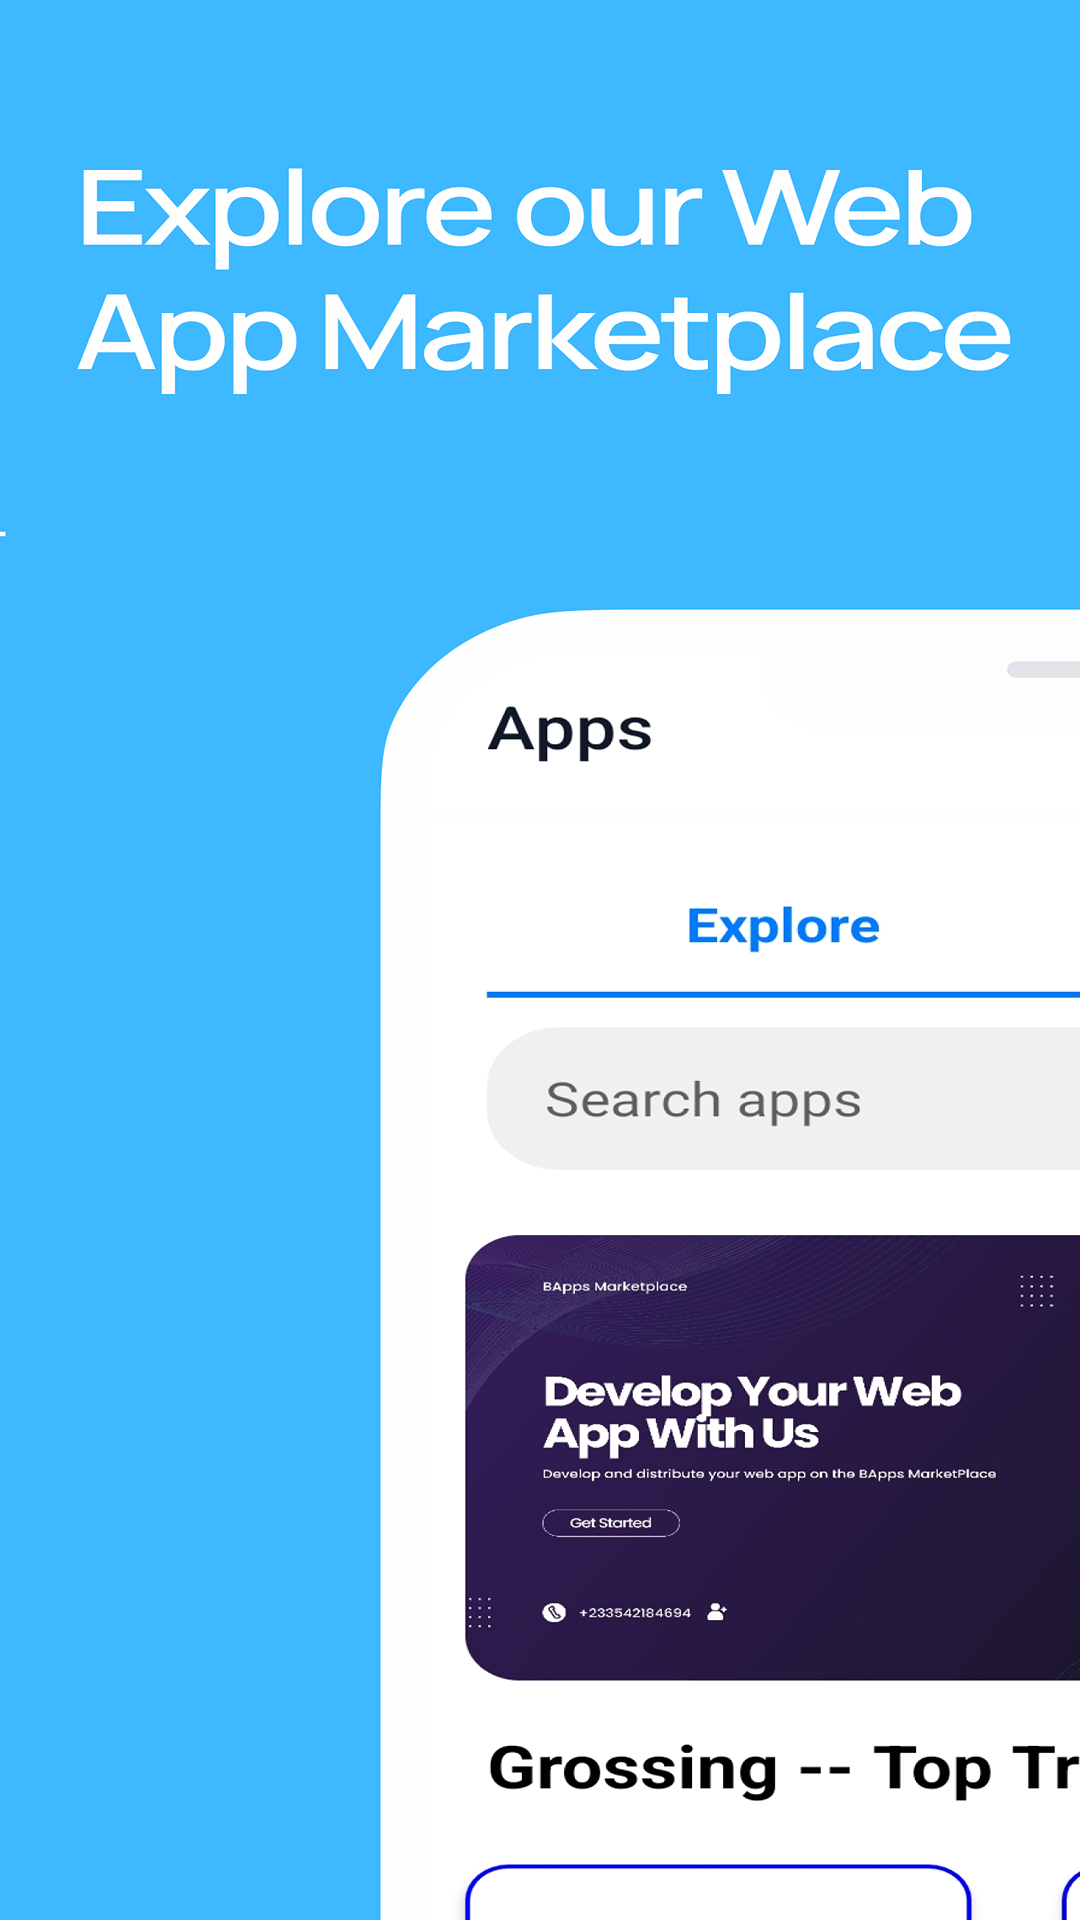 Explore our Web
App Marketplace
Apps
Explore
Search apps
BApps Marketplace
Develop Your Web
App With Us
Develop and distribute your web app on the BApps MarketPlace
Get Started
+233542184694
Grossing -- Top Tr